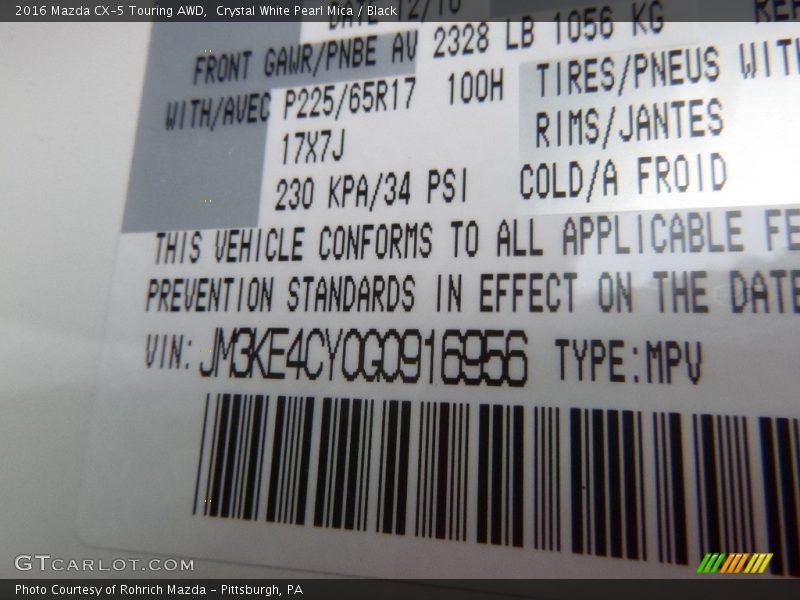 2016 Mazda CX-5 Touring AWD,  Crystal White Pearl Mica / Black
FRONT GAWR/PNBE AV 2328 LB 1056 KG
WITH/AVEC P225/65R17 100H TIRES/PNEUS WITH
17X7J RIMS/JANTES
230 KPA/34 PSI COLD/A FROID
THIS VEHICLE CONFORMS TO ALL APPLICABLE FE
PREVENTION STANDARDS IN EFFECT ON THE DATE
VIN: JM3KE4CY0G0916956 TYPE:MPV
GTCARLOT.COM
Photo Courtesy of Rohrich Mazda - Pittsburgh, PA